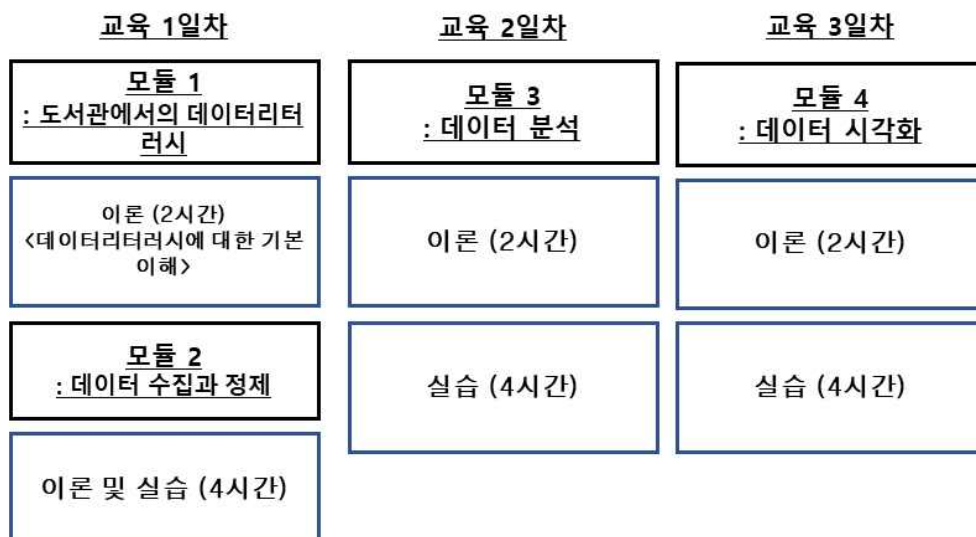 교육 1일차
모듈 1
: 도서관에서의 데이터리터
러시
이론 (2시간)
<데이터리터러시에 대한 기본
이해>
모듈 2
: 데이터 수집과 정제
이론 및 실습 (4시간)
교육 2일차
모듈 3
: 데이터 분석
이론 (2시간)
실습 (4시간)
교육 3일차
모듈 4
: 데이터 시각화
이론 (2시간)
실습 (4시간)